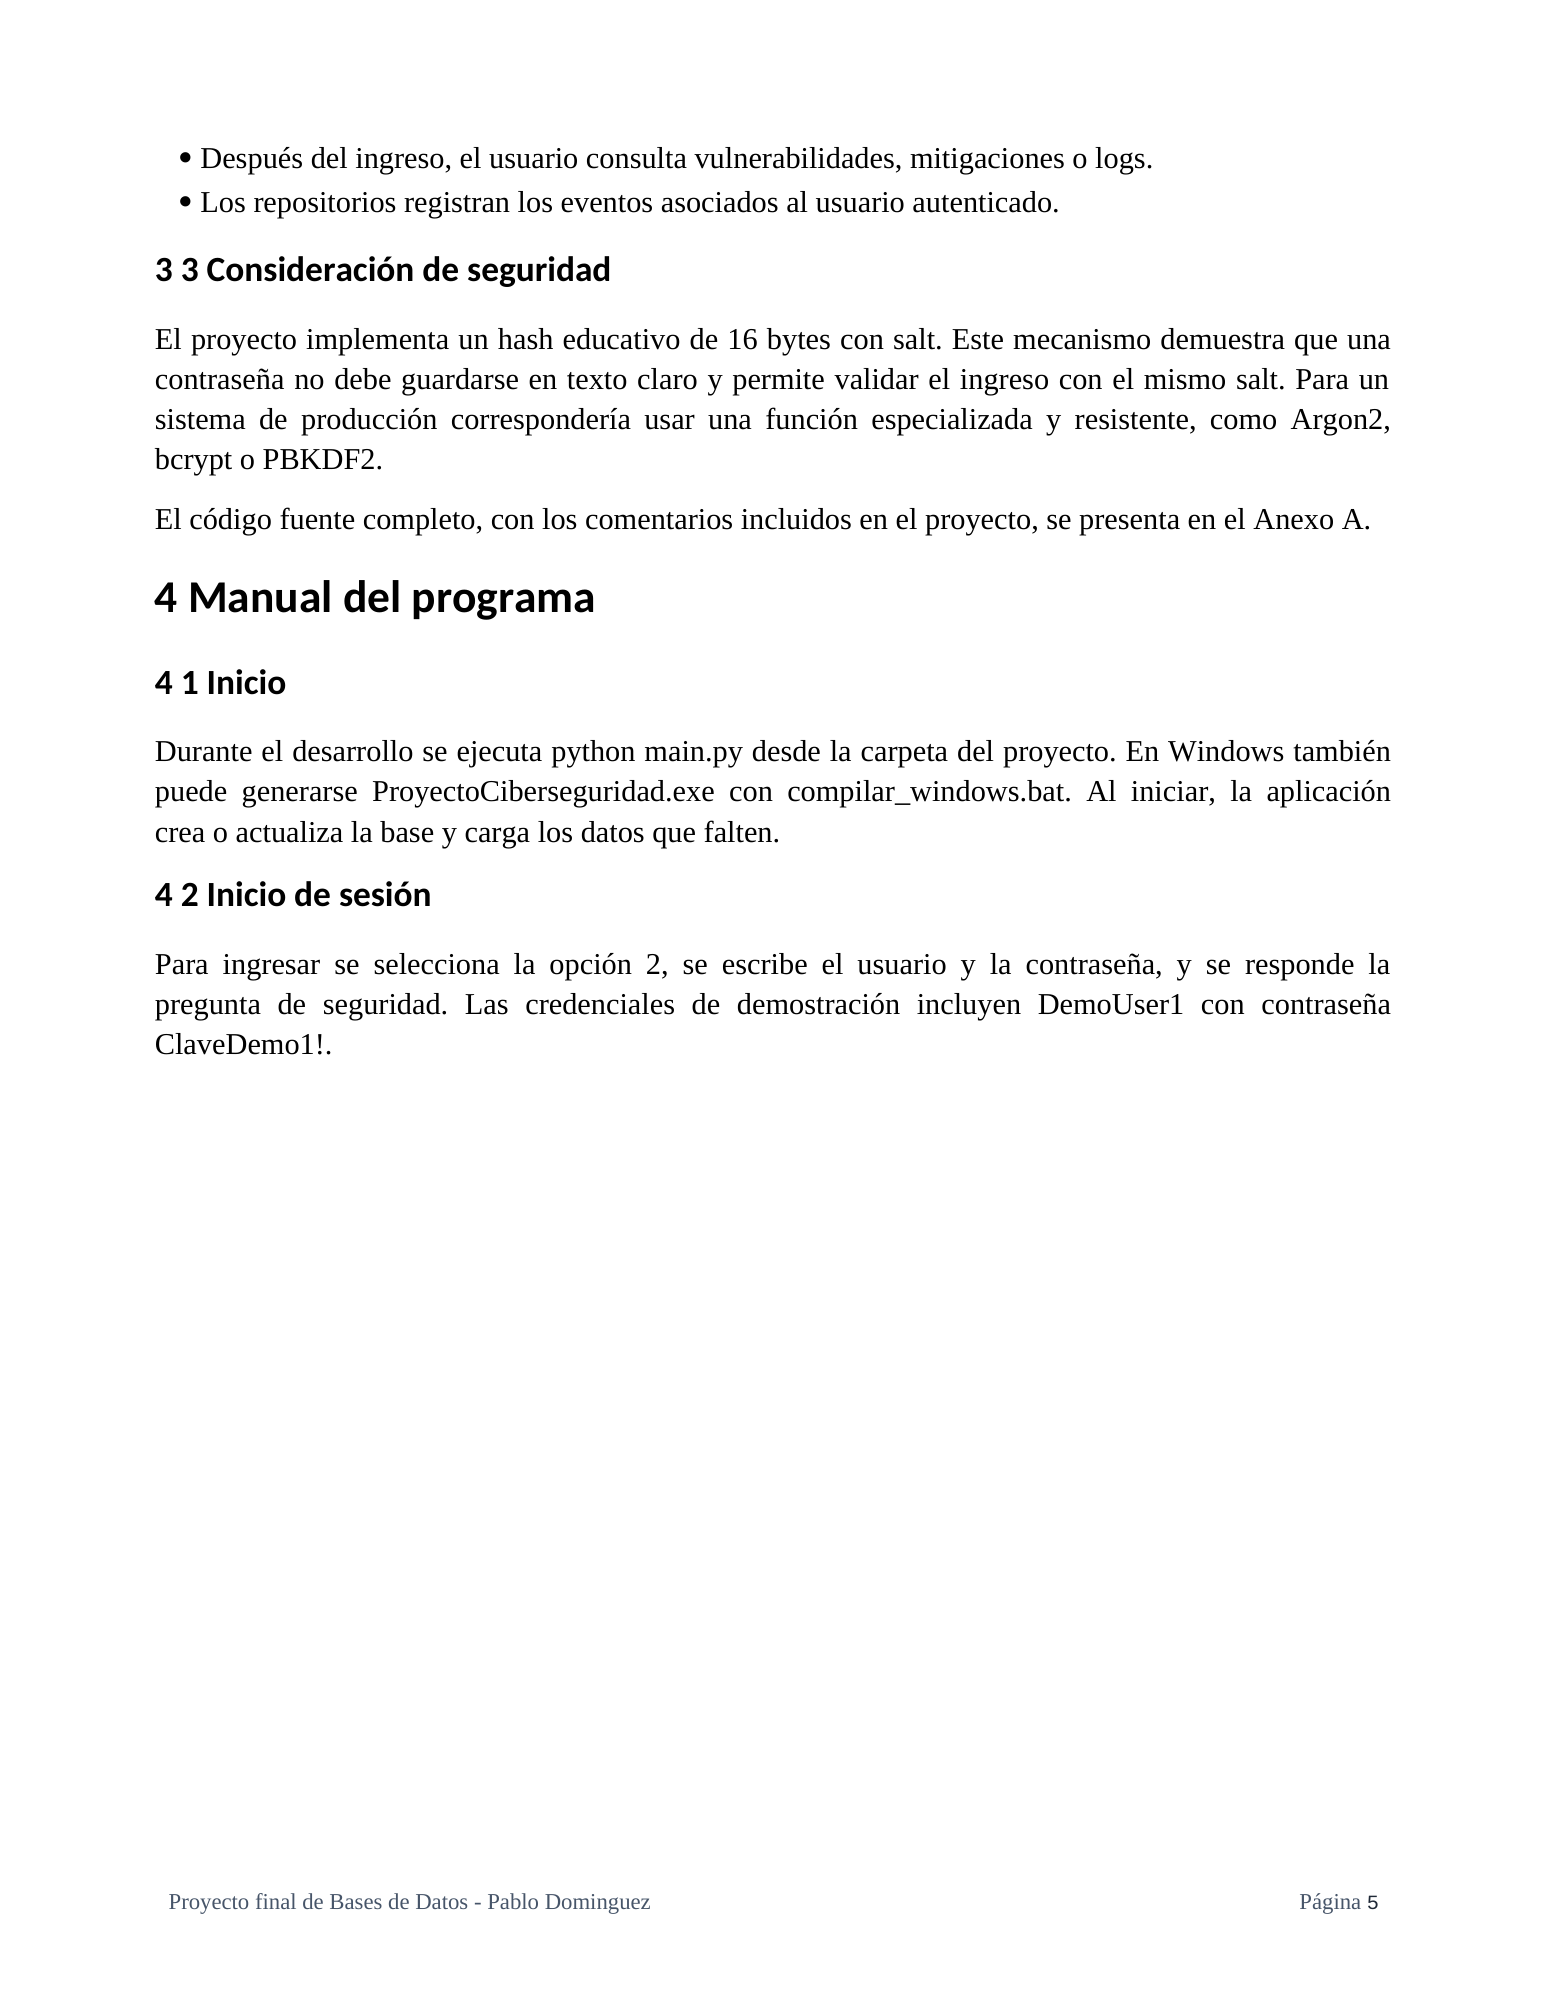 • Después del ingreso, el usuario consulta vulnerabilidades, mitigaciones o logs.
• Los repositorios registran los eventos asociados al usuario autenticado.
3 3 Consideración de seguridad
El proyecto implementa un hash educativo de 16 bytes con salt. Este mecanismo demuestra que una
contraseña no debe guardarse en texto claro y permite validar el ingreso con el mismo salt. Para un
sistema de producción correspondería usar una función especializada y resistente, como Argon2,
bcrypt o PBKDF2.
El código fuente completo, con los comentarios incluidos en el proyecto, se presenta en el Anexo A.
4 Manual del programa
4 1 Inicio
Durante el desarrollo se ejecuta python main.py desde la carpeta del proyecto. En Windows también
puede generarse ProyectoCiberseguridad.exe con compilar_windows.bat. Al iniciar, la aplicación
crea o actualiza la base y carga los datos que falten.
4 2 Inicio de sesión
Para ingresar se selecciona la opción 2, se escribe el usuario y la contraseña, y se responde la
pregunta de seguridad. Las credenciales de demostración incluyen DemoUser1 con contraseña
ClaveDemo1!.
Proyecto final de Bases de Datos - Pablo Dominguez Página 5